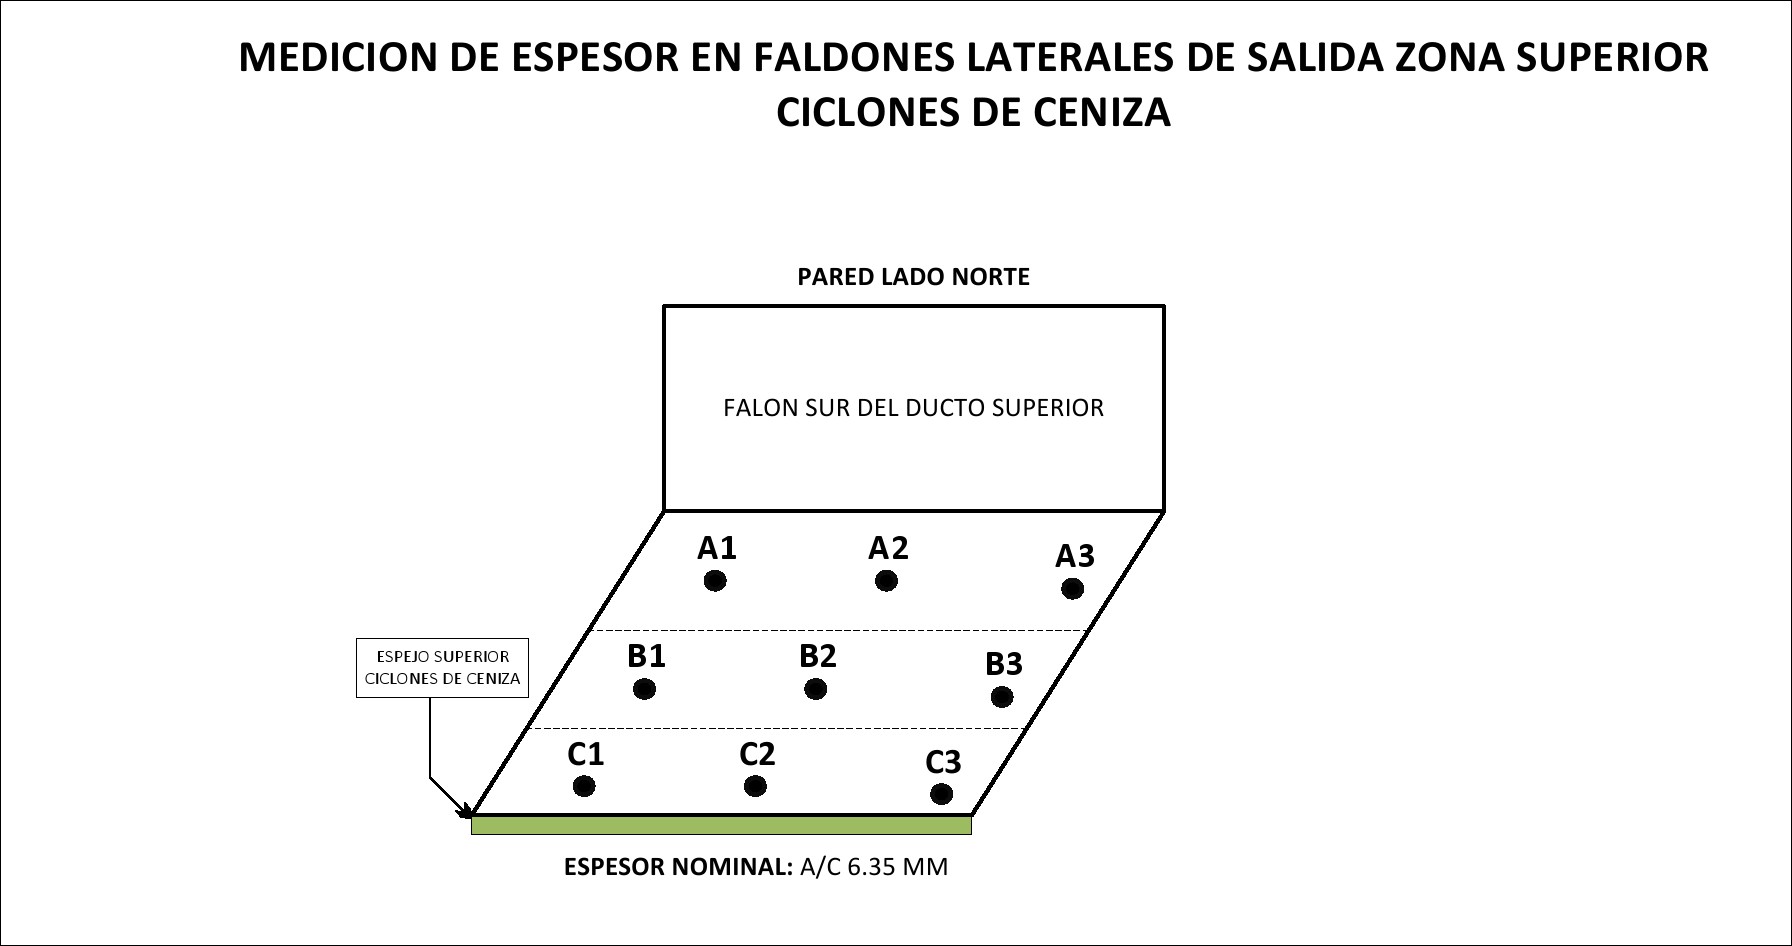 MEDICION DE ESPESOR EN FALDONES LATERALES DE SALIDA ZONA SUPERIOR
CICLONES DE CENIZA
PARED LADO NORTE
FALON SUR DEL DUCTO SUPERIOR
A1 A2 A3
B1 B2 B3
ESPEJO SUPERIOR
CICLONES DE CENIZA
C1 C2 C3
ESPESOR NOMINAL: A/C 6.35 MM